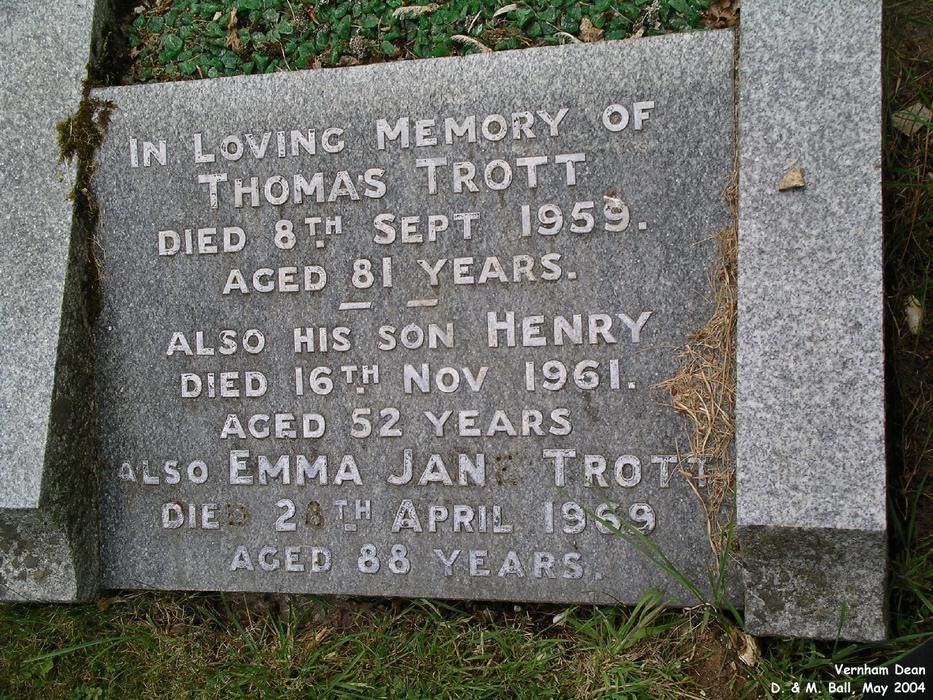 IN LOVING MEMORY OF
THOMAS TROTT
DIED 8TH SEPT 1959.
AGED 81 YEARS.
ALSO HIS SON HENRY
DIED 16TH NOV 1961.
AGED 52 YEARS
ALSO EMMA JANE TROTT
DIED 28TH APRIL 1969
AGED 88 YEARS.
Vernham Dean
D. & M. Ball, May 2004